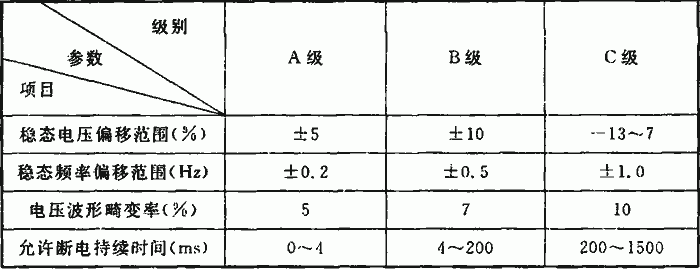 级别
参数
项目
A级 B级 C级
稳态电压偏移范围(%) ±5 ±10 -13～7
稳态频率偏移范围(Hz) ±0.2 ±0.5 ±1.0
电压波形畸变率(%) 5 7 10
允许断电持续时间(ms) 0～4 4～200 200～1500